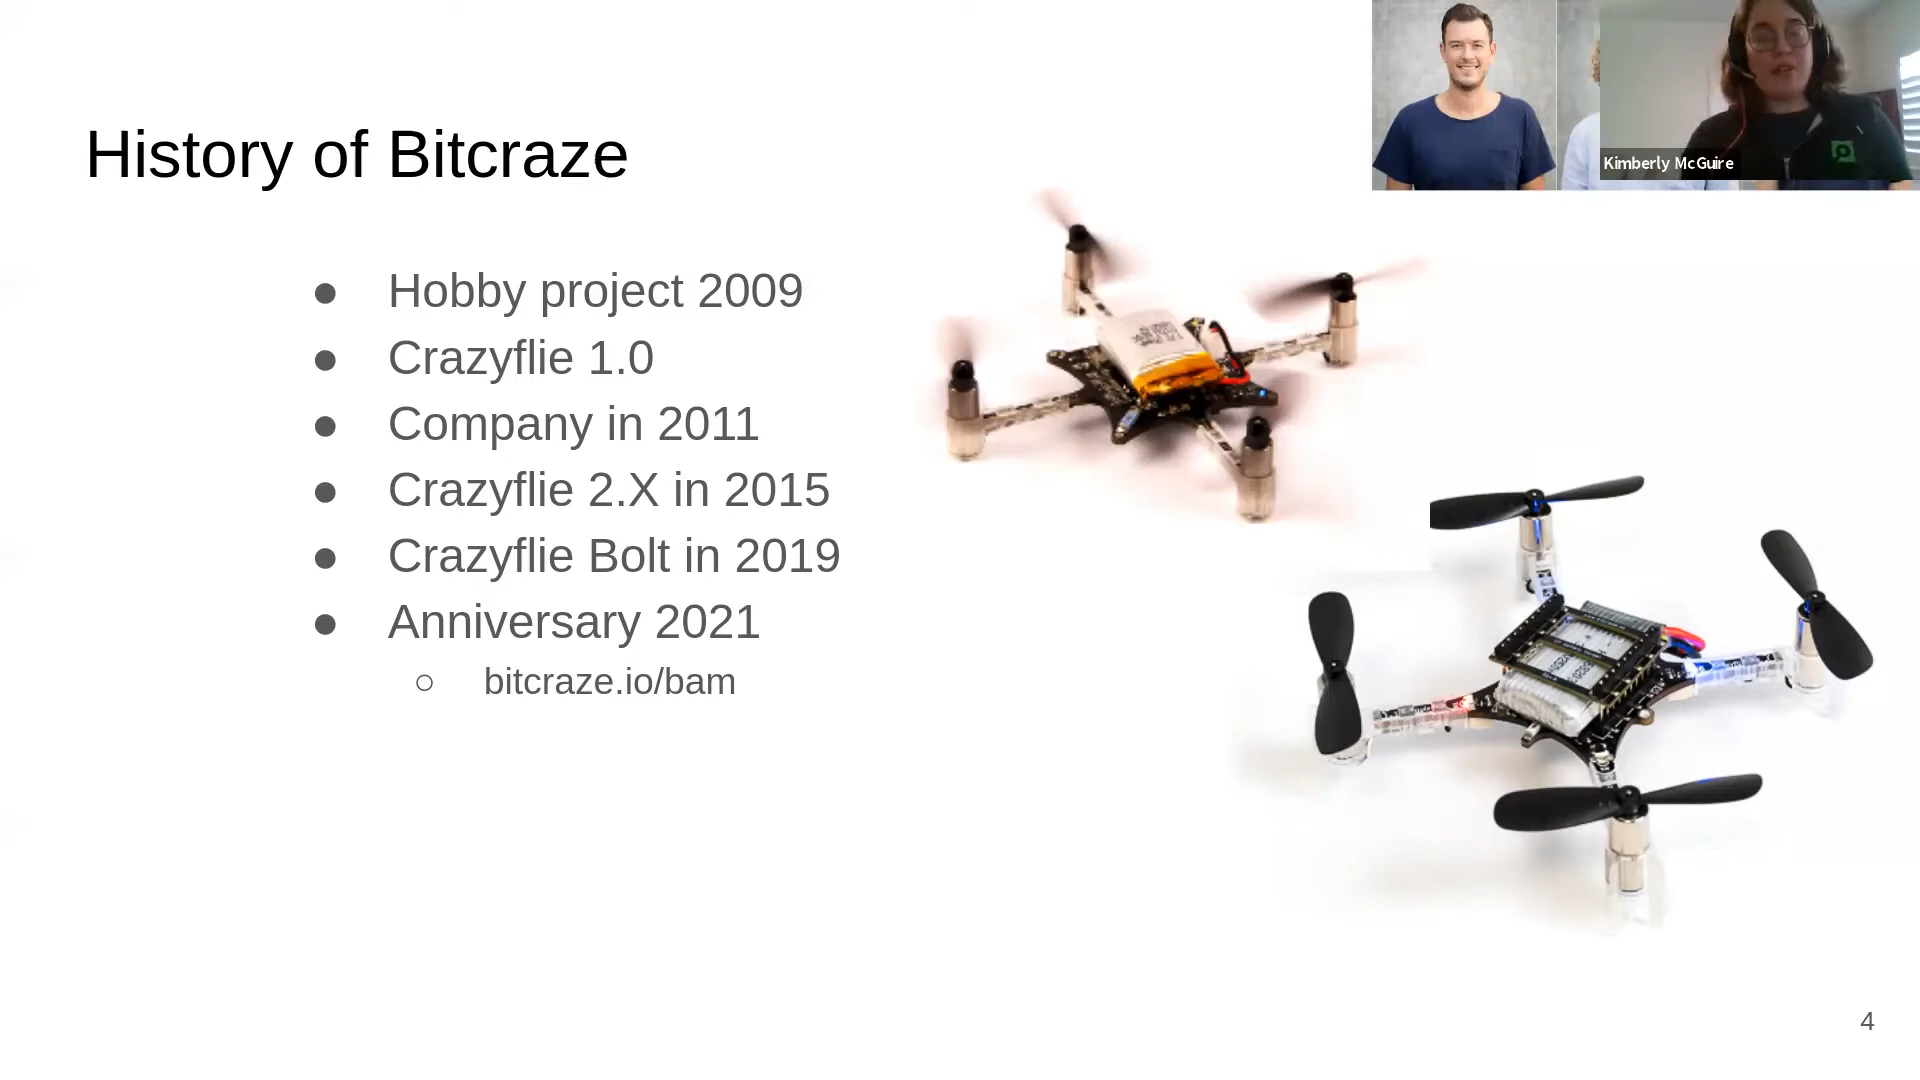 Kimberly McGuire
History of Bitcraze
● Hobby project 2009
● Crazyflie 1.0
● Company in 2011
● Crazyflie 2.X in 2015
● Crazyflie Bolt in 2019
● Anniversary 2021
○ bitcraze.io/bam
4